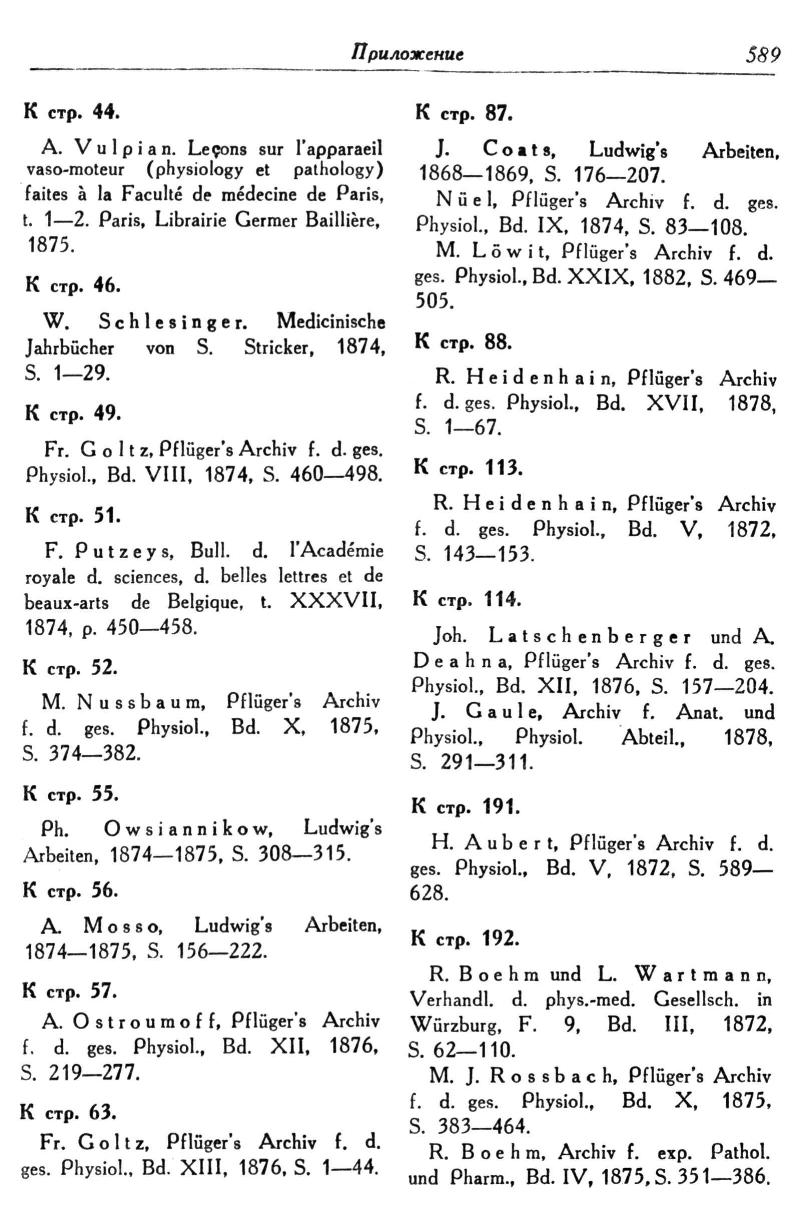 Приложение 589
К стр. 44.
A. Vulpian. Leçons sur l'apparaeil
vaso-moteur (physiology et pathology)
faites à la Faculté de médecine de Paris,
t. 1—2. Paris, Librairie Germer Baillière,
1875.
К стр. 46.
W. Schlesinger. Medicinische
Jahrbücher von S. Stricker, 1874,
S. 1—29.
К стр. 49.
Fr. Goltz, Pflüger's Archiv f. d. ges.
Physiol., Bd. VIII, 1874, S. 460—498.
К стр. 51.
F. Putzeys, Bull. d. l'Académie
royale d. sciences, d. belles lettres et de
beaux-arts de Belgique, t. XXXVII,
1874, p. 450—458.
К стр. 52.
M. Nussbaum, Pflüger's Archiv
f. d. ges. Physiol., Bd. X, 1875,
S. 374—382.
К стр. 55.
Ph. Owsiannikow, Ludwig's
Arbeiten, 1874—1875, S. 308—315.
К стр. 56.
A. Mosso, Ludwig's Arbeiten,
1874—1875, S. 156—222.
К стр. 57.
A. Ostroumoff, Pflüger's Archiv
f. d. ges. Physiol., Bd. XII, 1876,
S. 219—277.
К стр. 63.
Fr. Goltz, Pflüger's Archiv f. d.
ges. Physiol., Bd. XIII, 1876, S. 1—44.
К стр. 87.
J. Coats, Ludwig's Arbeiten,
1868—1869, S. 176—207.
Nüel, Pflüger's Archiv f. d. ges.
Physiol., Bd. IX, 1874, S. 83—108.
M. Löwit, Pflüger's Archiv f. d.
ges. Physiol., Bd. XXIX, 1882, S. 469—
505.
К стр. 88.
R. Heidenhain, Pflüger's Archiv
f. d. ges. Physiol., Bd. XVII, 1878,
S. 1—67.
К стр. 113.
R. Heidenhain, Pflüger's Archiv
f. d. ges. Physiol., Bd. V, 1872,
S. 143—153.
К стр. 114.
Joh. Latschenberger und A.
Deahna, Pflüger's Archiv f. d. ges.
Physiol., Bd. XII, 1876, S. 157—204.
J. Gaule, Archiv f. Anat. und
Physiol., Physiol. Abteil., 1878,
S. 291—311.
К стр. 191.
H. Aubert, Pflüger's Archiv f. d.
ges. Physiol., Bd. V, 1872, S. 589—
628.
К стр. 192.
R. Boehm und L. Wartmann,
Verhandl. d. phys.-med. Gesellsch. in
Würzburg, F. 9, Bd. III, 1872,
S. 62—110.
M. J. Rossbach, Pflüger's Archiv
f. d. ges. Physiol., Bd. X, 1875,
S. 383—464.
R. Boehm, Archiv f. exp. Pathol.
und Pharm., Bd. IV, 1875, S. 351—386.